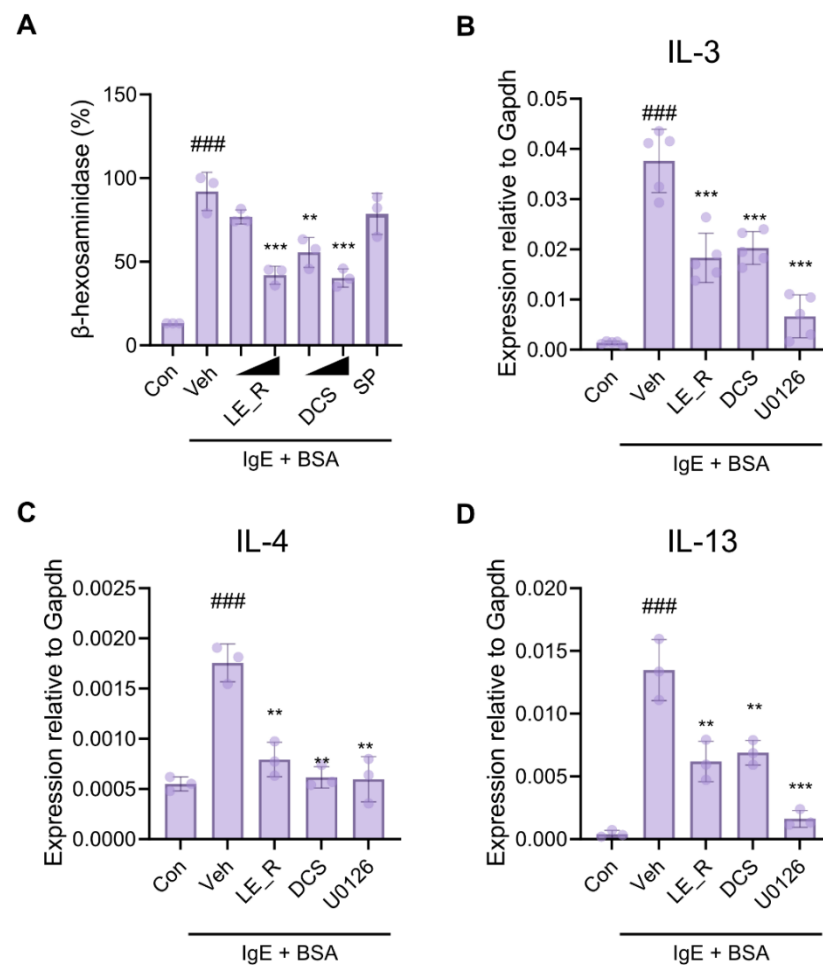 A
β-hexosaminidase (%)
150
100
50
0
###
***
**
***
Con
Veh
LE_R
DCS
SP
IgE + BSA
B
IL-3
Expression relative to Gapdh
0.05
0.04
0.03
0.02
0.01
0.00
###
***
***
***
Con
Veh
LE_R
DCS
U0126
IgE + BSA
C
IL-4
Expression relative to Gapdh
0.0025
0.0020
0.0015
0.0010
0.0005
0.0000
###
**
**
**
Con
Veh
LE_R
DCS
U0126
IgE + BSA
D
IL-13
Expression relative to Gapdh
0.020
0.015
0.010
0.005
0.000
###
**
**
***
Con
Veh
LE_R
DCS
U0126
IgE + BSA